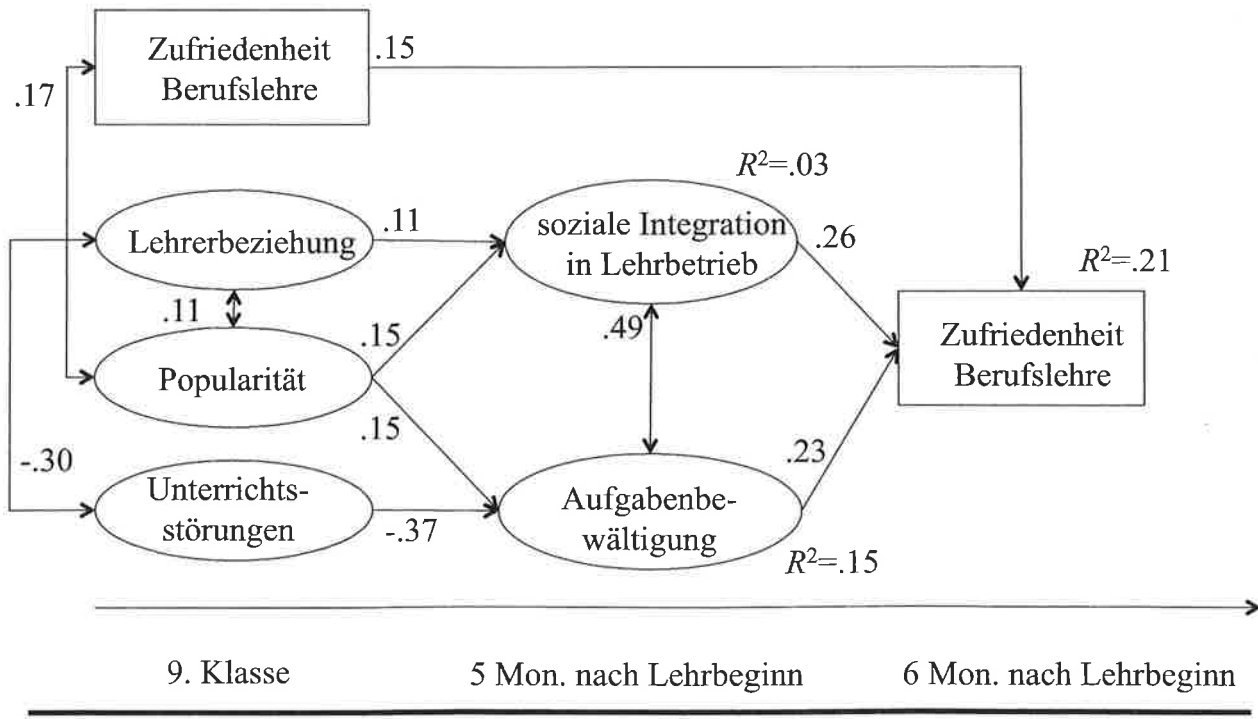 Zufriedenheit
Berufslehre
.15
.17
R²=.03
Lehrerbeziehung
.11
soziale Integration
in Lehrbetrieb
.26
R²=.21
.11
.15
.49
Zufriedenheit
Berufslehre
Popularität
.15
-.30
Unterrichts-
störungen
-.37
Aufgabenbe-
wältigung
.23
R²=.15
9. Klasse
5 Mon. nach Lehrbeginn
6 Mon. nach Lehrbeginn